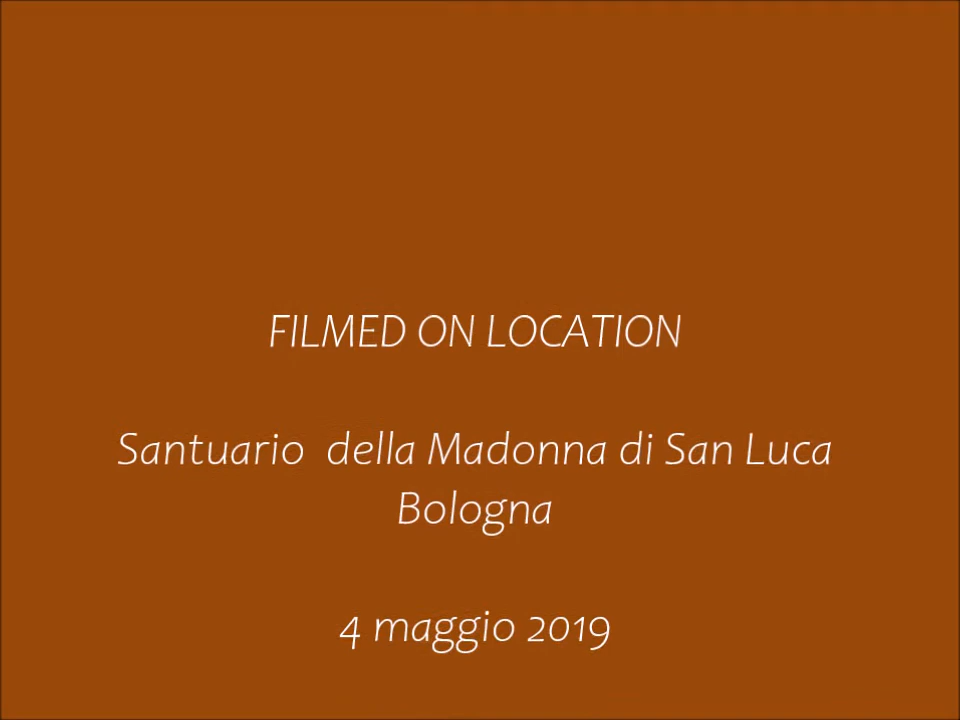 FILMED ON LOCATION
Santuario  della Madonna di San Luca
Bologna
4 maggio 2019